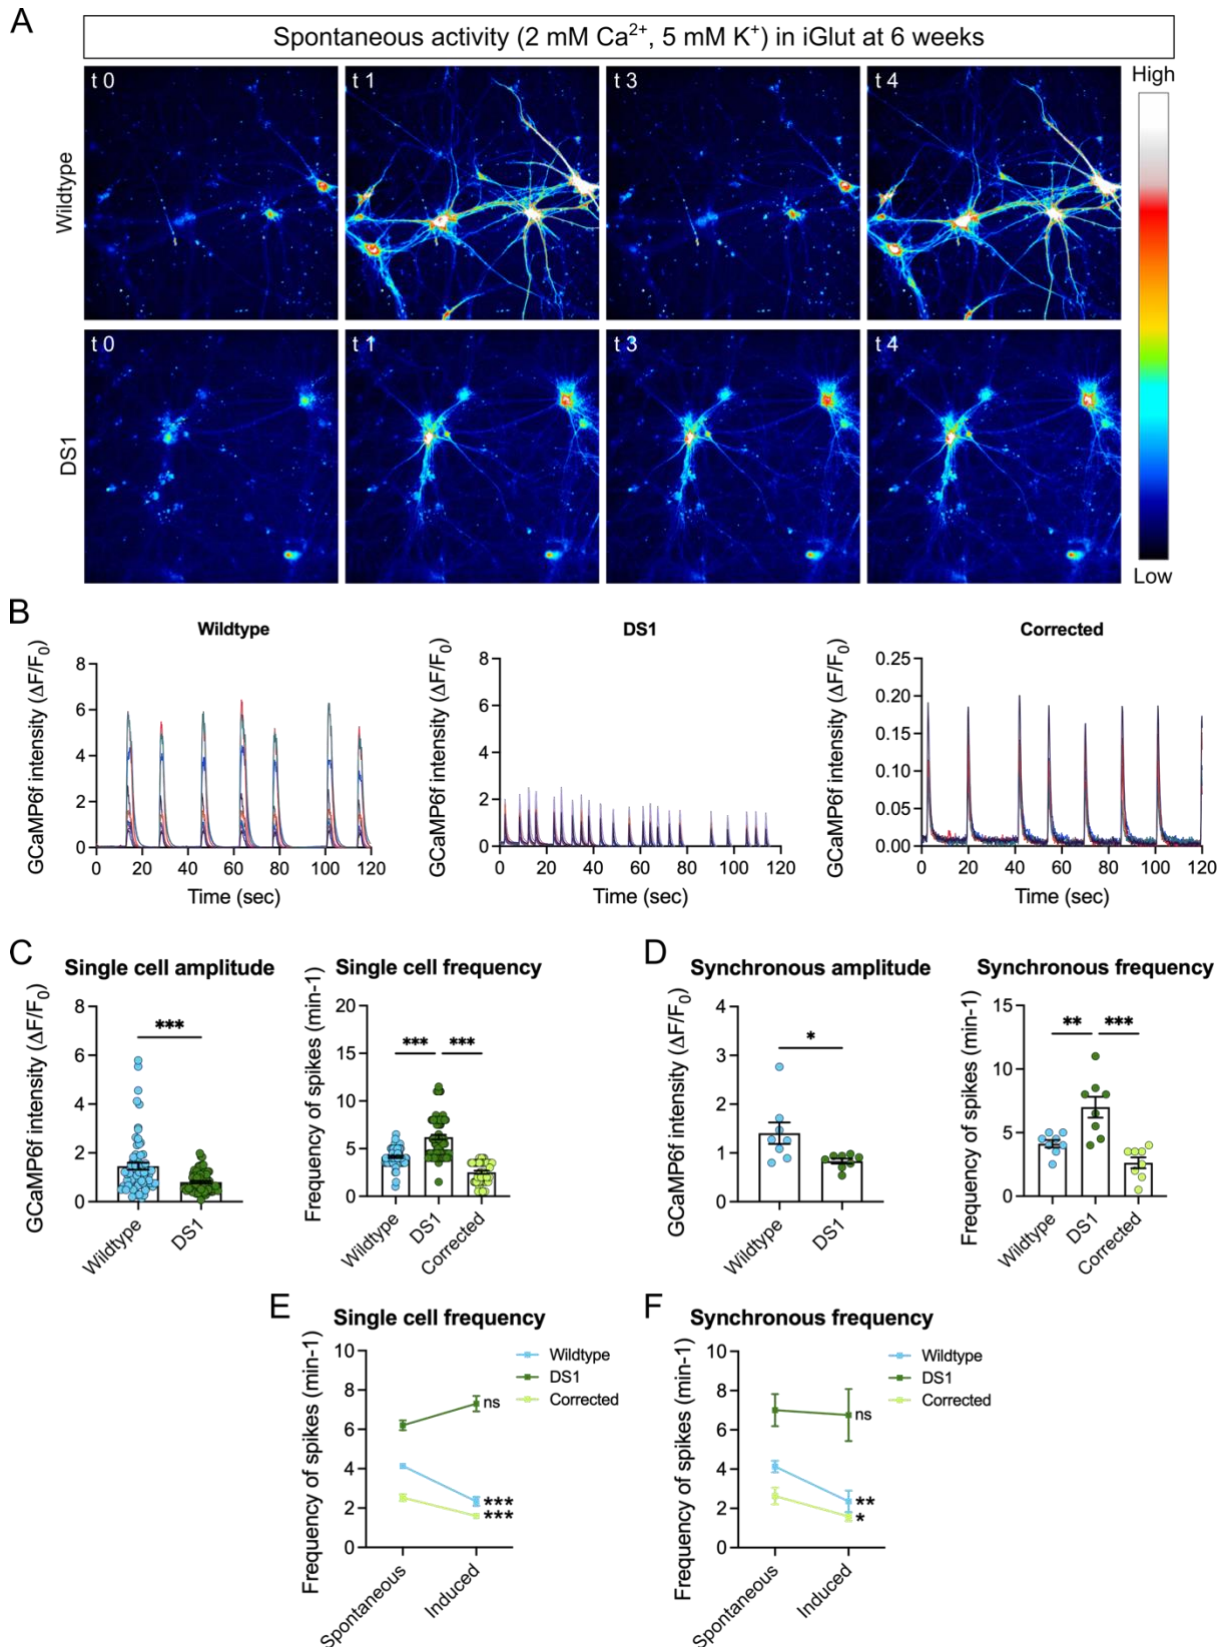 A
Spontaneous activity (2 mM Ca²⁺, 5 mM K⁺) in iGlut at 6 weeks
High
Wildtype
t 0
t 1
t 3
t 4
DS1
t 0
t 1
t 3
t 4
Low
B
Wildtype
GCaMP6f intensity (ΔF/F₀)
8
6
4
2
0
0 20 40 60 80 100 120
Time (sec)
DS1
GCaMP6f intensity (ΔF/F₀)
8
6
4
2
0
0 20 40 60 80 100 120
Time (sec)
Corrected
GCaMP6f intensity (ΔF/F₀)
0.25
0.20
0.15
0.10
0.05
0.00
0 20 40 60 80 100 120
Time (sec)
C
Single cell amplitude
GCaMP6f intensity (ΔF/F₀)
8
6
4
2
0
***
Wildtype
DS1
Single cell frequency
Frequency of spikes (min-1)
20
15
10
5
0
*** ***
Wildtype
DS1
Corrected
D
Synchronous amplitude
GCaMP6f intensity (ΔF/F₀)
4
3
2
1
0
*
Wildtype
DS1
Synchronous frequency
Frequency of spikes (min-1)
15
10
5
0
** ***
Wildtype
DS1
Corrected
E
Single cell frequency
Frequency of spikes (min-1)
10
8
6
4
2
0
Wildtype
DS1
Corrected
ns
***
***
Spontaneous
Induced
F
Synchronous frequency
Frequency of spikes (min-1)
10
8
6
4
2
0
Wildtype
DS1
Corrected
ns
**
*
Spontaneous
Induced